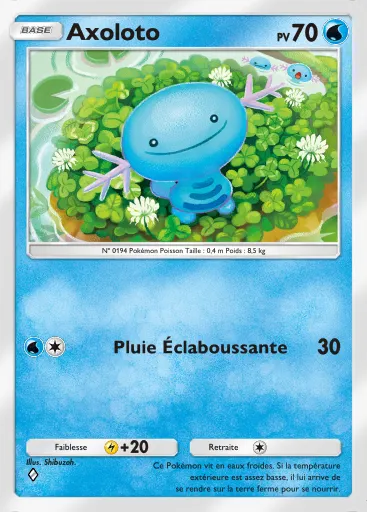 BASE Axoloto PV 70
N° 0194 Pokémon Poisson Taille : 0,4 m Poids : 8,5 kg
Pluie Éclaboussante 30
Faiblesse +20 Retraite
Illus. Shibuzoh.
Ce Pokémon vit en eaux froides. Si la température
extérieure est assez basse, il lui arrive de
se rendre sur la terre ferme pour se nourrir.